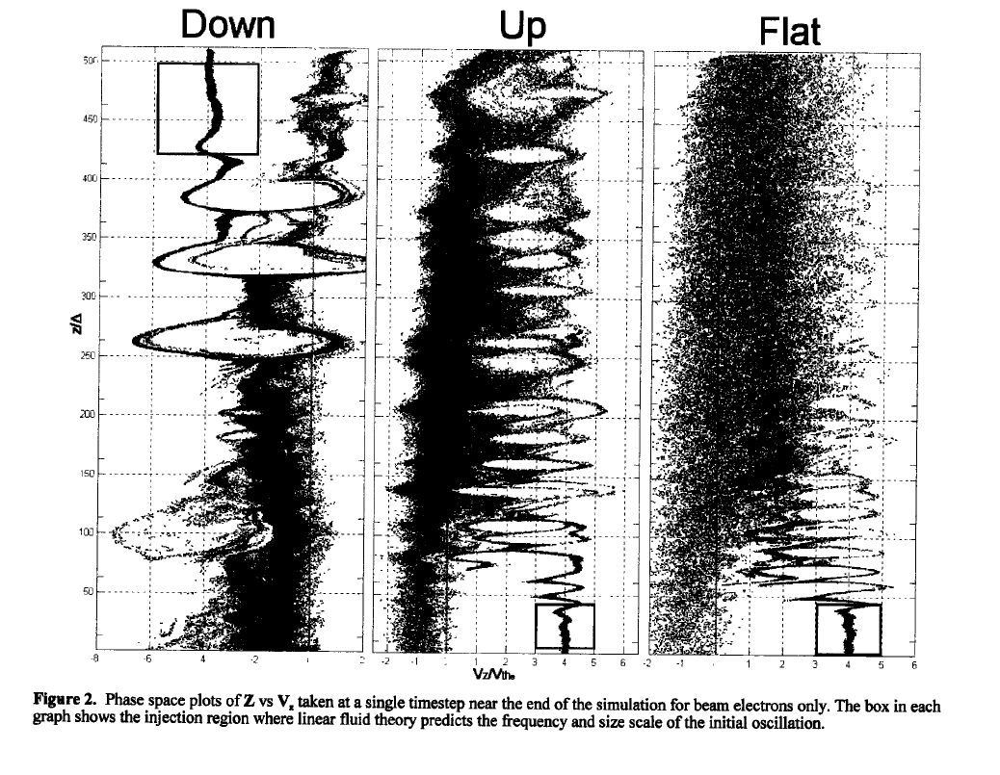 Down Up Flat
500
450
400
350
300
250
200
150
100
50
z/Δ
-8 -6 4 -2
-2 -1 1 2 3 4 5 6
-2 -1 1 2 3 4 5 6
Vz/Vthe
Figure 2. Phase space plots of Z vs Vz taken at a single timestep near the end of the simulation for beam electrons only. The box in each
graph shows the injection region where linear fluid theory predicts the frequency and size scale of the initial oscillation.